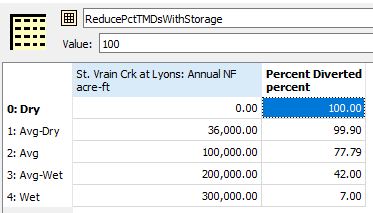 ReducePctTMDsWithStorage
Value: 100
St. Vrain Crk at Lyons: Annual NF Percent Diverted
acre-ft percent
0: Dry 0.00 100.00
1: Avg-Dry 36,000.00 99.90
2: Avg 100,000.00 77.79
3: Avg-Wet 200,000.00 42.00
4: Wet 300,000.00 7.00